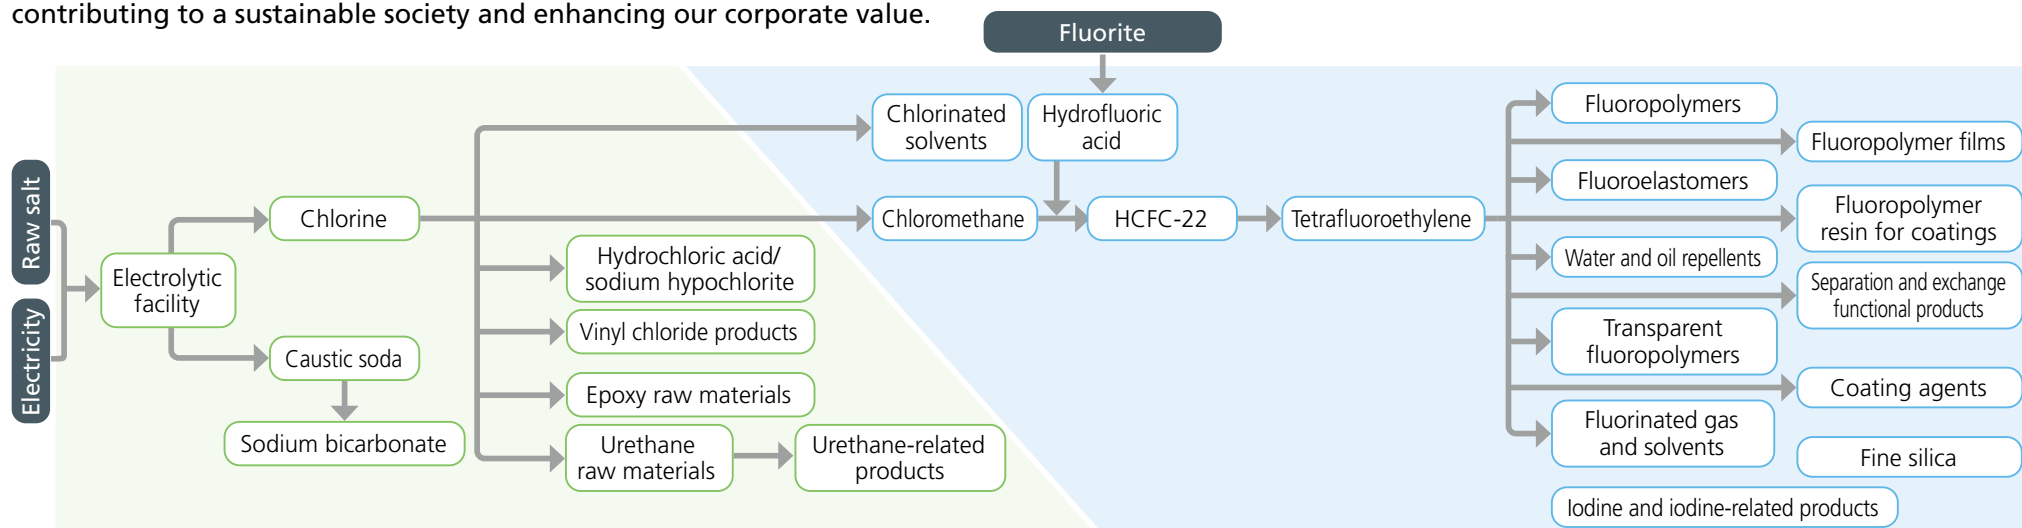 contributing to a sustainable society and enhancing our corporate value.
Fluorite
Raw salt
Electricity
Electrolytic
facility
Chlorine
Caustic soda
Sodium bicarbonate
Hydrochloric acid/
sodium hypochlorite
Vinyl chloride products
Epoxy raw materials
Urethane
raw materials
Urethane-related
products
Chlorinated
solvents
Hydrofluoric
acid
Chloromethane
HCFC-22
Tetrafluoroethylene
Fluoropolymers
Fluoropolymer films
Fluoroelastomers
Fluoropolymer
resin for coatings
Water and oil repellents
Separation and exchange
functional products
Transparent
fluoropolymers
Coating agents
Fluorinated gas
and solvents
Fine silica
Iodine and iodine-related products